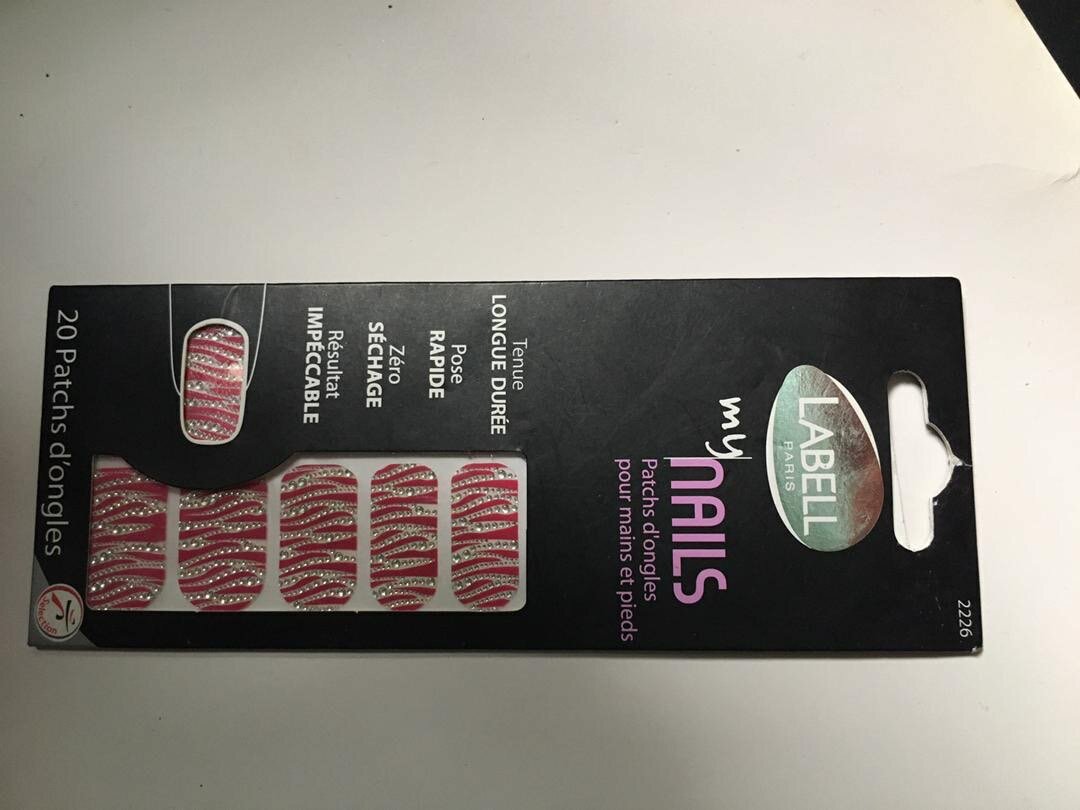 2226
LABELL
PARIS
my NAILS
Patchs d'ongles
pour mains et pieds
Tenue
LONGUE DURÉE
Pose
RAPIDE
Zéro
SÉCHAGE
Résultat
IMPÉCCABLE
20 Patchs d'ongles
Sélection